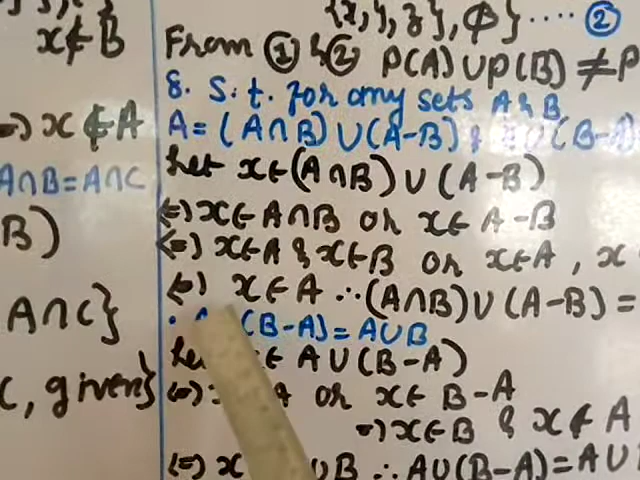 x∉B
=) x∉A
A∩B=A∩C
B)
A∩C}
C, given}
{x,y,z},φ}....②
From ① & ② P(A)∪P(B)≠P
8. S.t. for any sets A & B
A=(A∩B)∪(A-B) & ∪(B-A)
Let x∈(A∩B)∪(A-B)
(=) x∈A∩B or x∈A-B
(=) x∈A & x∈B or x∈A, x
(=) x∈A ∴(A∩B)∪(A-B)=
(B-A)=A∪B
x∈A∪(B-A)
(=) or x∈B-A
=) x∈B & x∉A
(=) x ∪B ∴ A∪(B-A)=A∪B